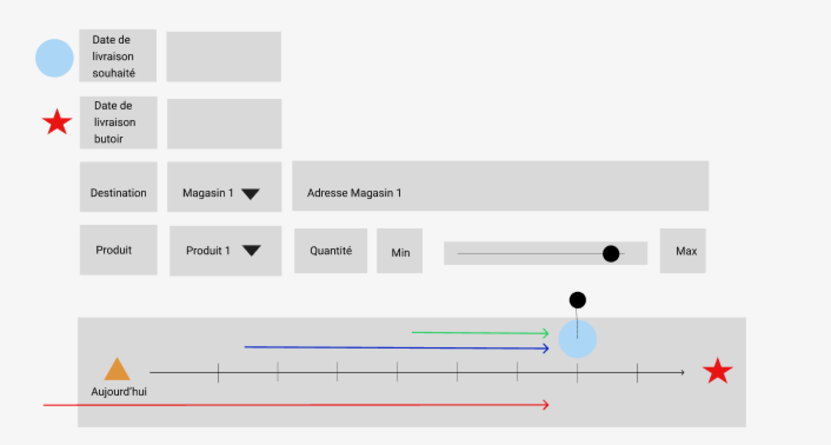 Date de
livraison
souhaité
Date de
livraison
butoir
Destination
Magasin 1
Adresse Magasin 1
Produit
Produit 1
Quantité
Min
Max
Aujourd'hui